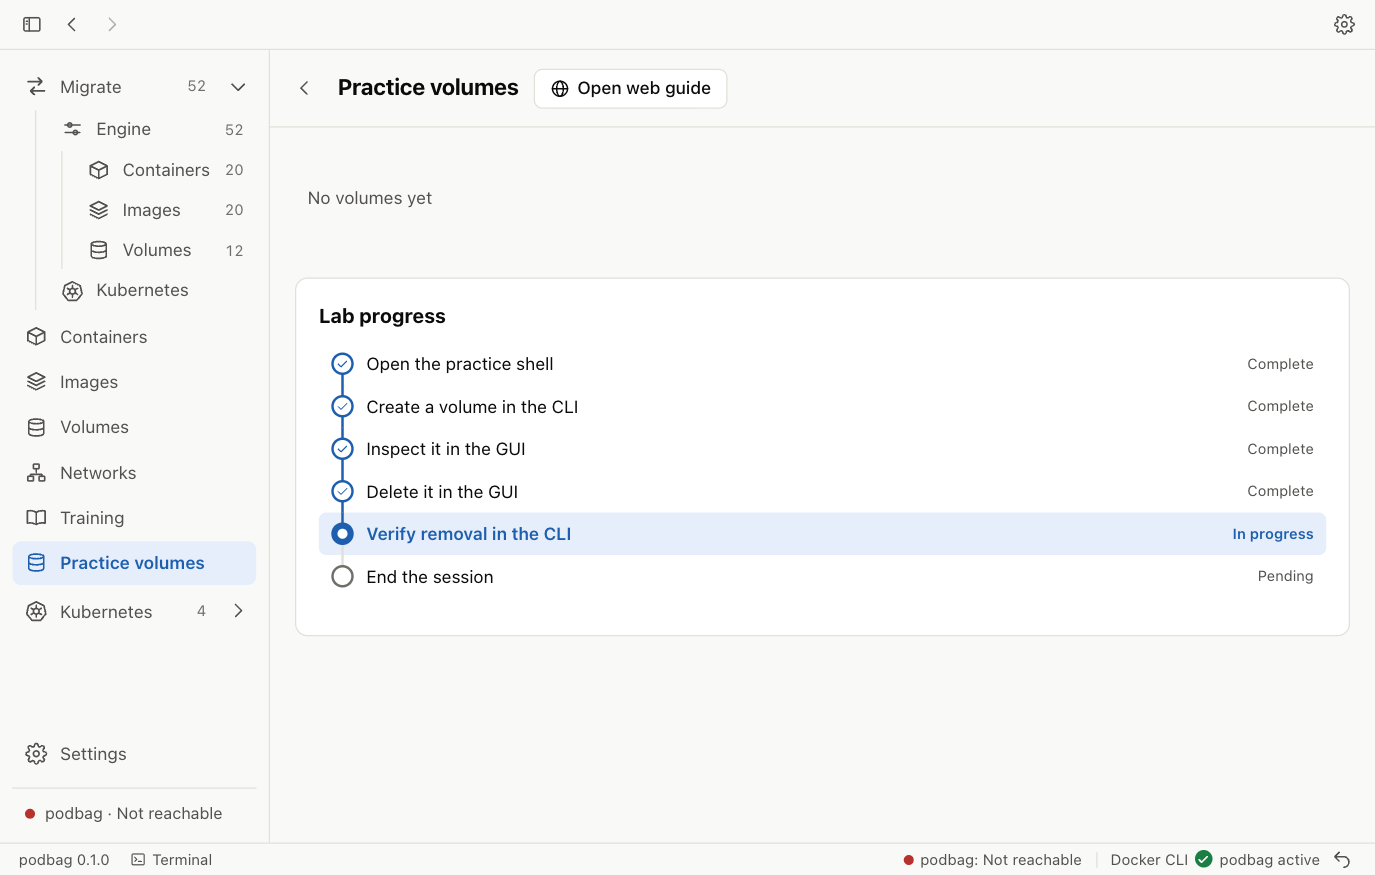 Migrate 52
Engine 52
Containers 20
Images 20
Volumes 12
Kubernetes
Containers
Images
Volumes
Networks
Training
Practice volumes
Kubernetes 4
Settings
podbag · Not reachable
Practice volumes
Open web guide
No volumes yet
Lab progress
Open the practice shell Complete
Create a volume in the CLI Complete
Inspect it in the GUI Complete
Delete it in the GUI Complete
Verify removal in the CLI In progress
End the session Pending
podbag 0.1.0 Terminal podbag: Not reachable Docker CLI podbag active